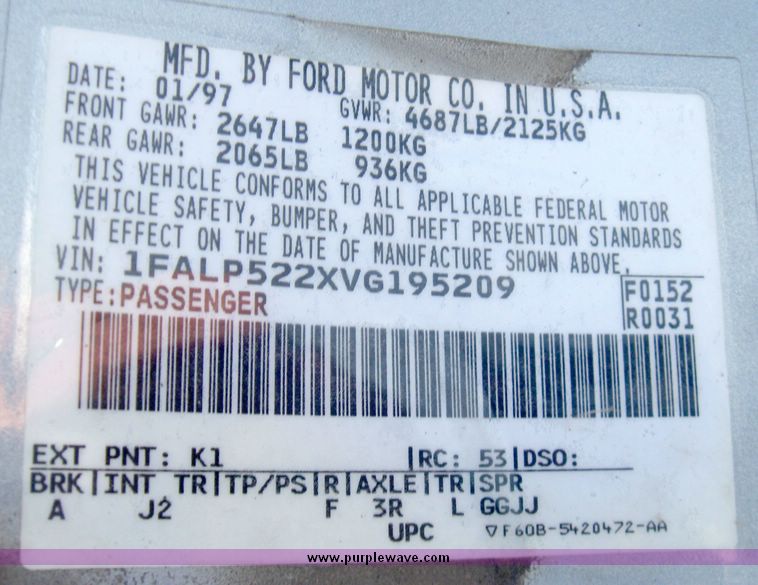 MFD. BY FORD MOTOR CO. IN U.S.A.
DATE: 01/97 GVWR: 4687LB/2125KG
FRONT GAWR: 2647LB 1200KG
REAR GAWR: 2065LB 936KG
THIS VEHICLE CONFORMS TO ALL APPLICABLE FEDERAL MOTOR
VEHICLE SAFETY, BUMPER, AND THEFT PREVENTION STANDARDS
IN EFFECT ON THE DATE OF MANUFACTURE SHOWN ABOVE.
VIN: 1FALP522XVG195209
TYPE: PASSENGER
F0152
R0031
EXT PNT: K1 |RC: 53|DSO:
BRK|INT TR|TP/PS|R|AXLE|TR|SPR
A J2 F 3R L GGJJ
UPC ▽F60B-5420472-AA
www.purplewave.com